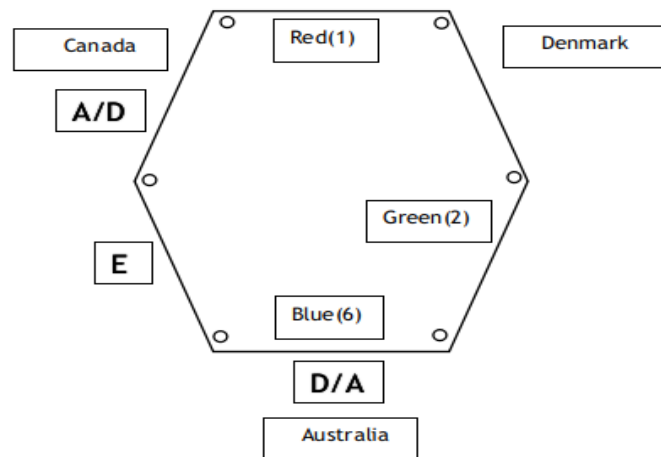 Red(1)
Canada
Denmark
A/D
Green(2)
E
Blue(6)
D/A
Australia